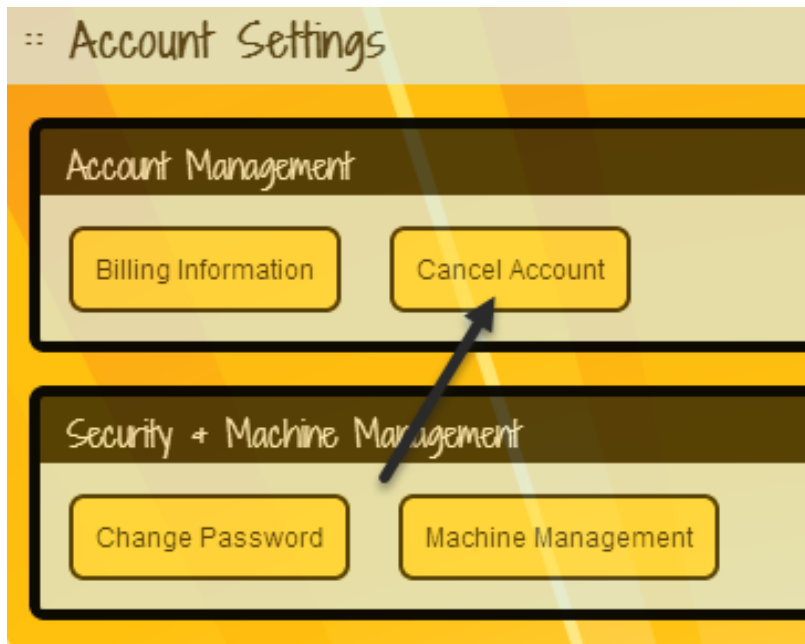 :: Account Settings
Account Management
Billing Information
Cancel Account
Security & Machine Management
Change Password
Machine Management